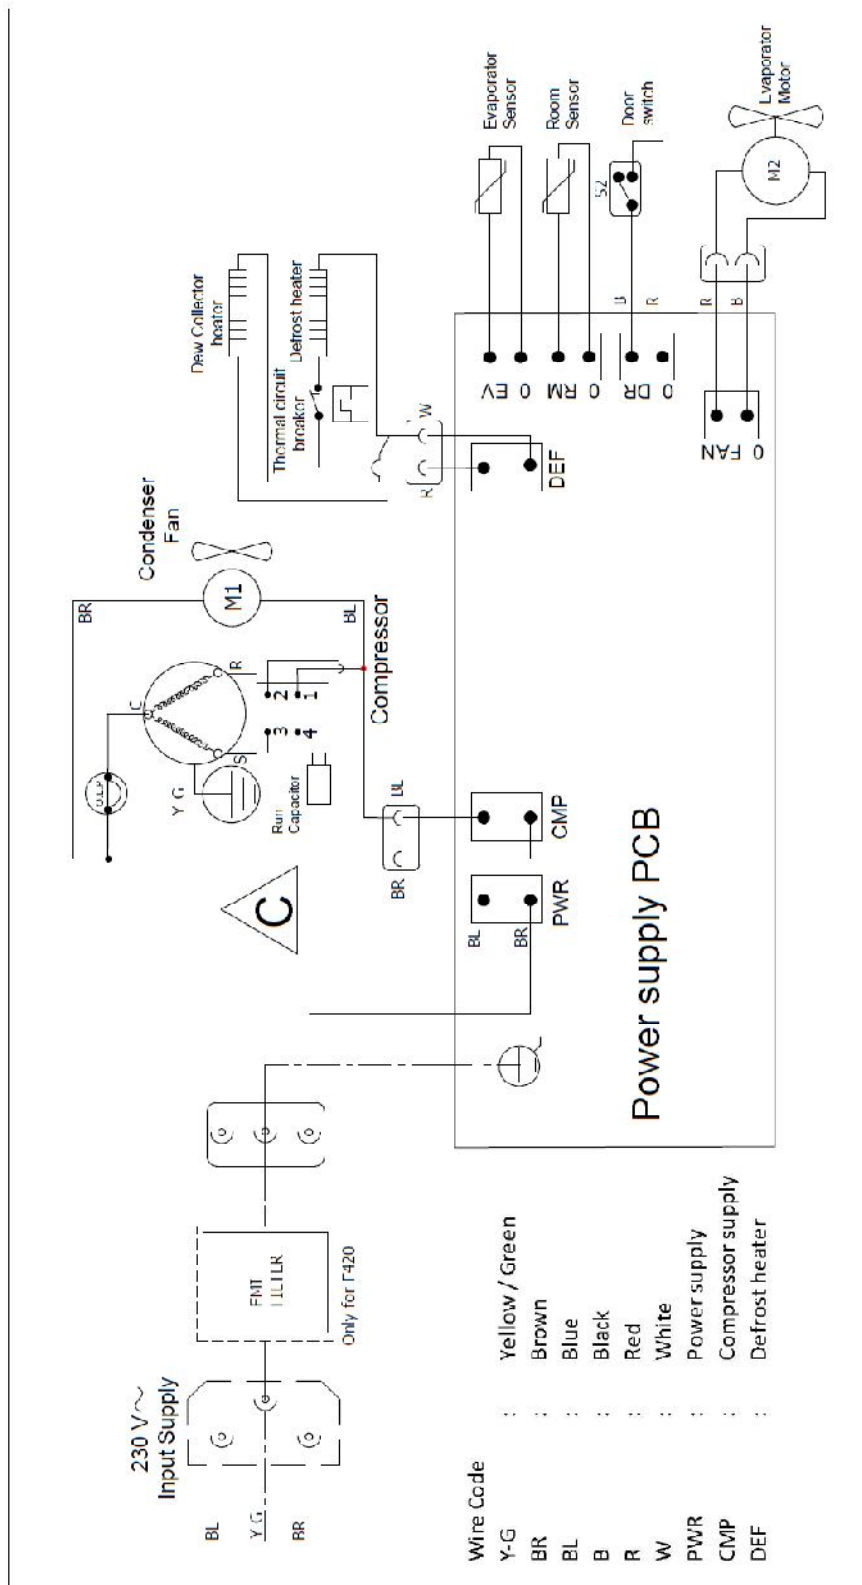 230 V~
Input Supply
BL
Y G
BR
EMI
FILTER
Only for F420
C
O.L.P
Y G
C
S
R
3
2
4
1
Run
Capacitor
BR
BL
Compressor
BR
BL
M1
Condenser
Fan
Dew Collector
heater
Defrost heater
Thermal circuit
breaker
R
W
Evaporator
Sensor
Room
Sensor
Door
switch
S2
Evaporator
Motor
M2
BL
BR
PWR
CMP
DEF
0 EV
0 RM
0 DR
0 FAN
B
R
R
B
Power supply PCB
Wire Code
Y-G : Yellow / Green
BR : Brown
BL : Blue
B : Black
R : Red
W : White
PWR : Power supply
CMP : Compressor supply
DEF : Defrost heater